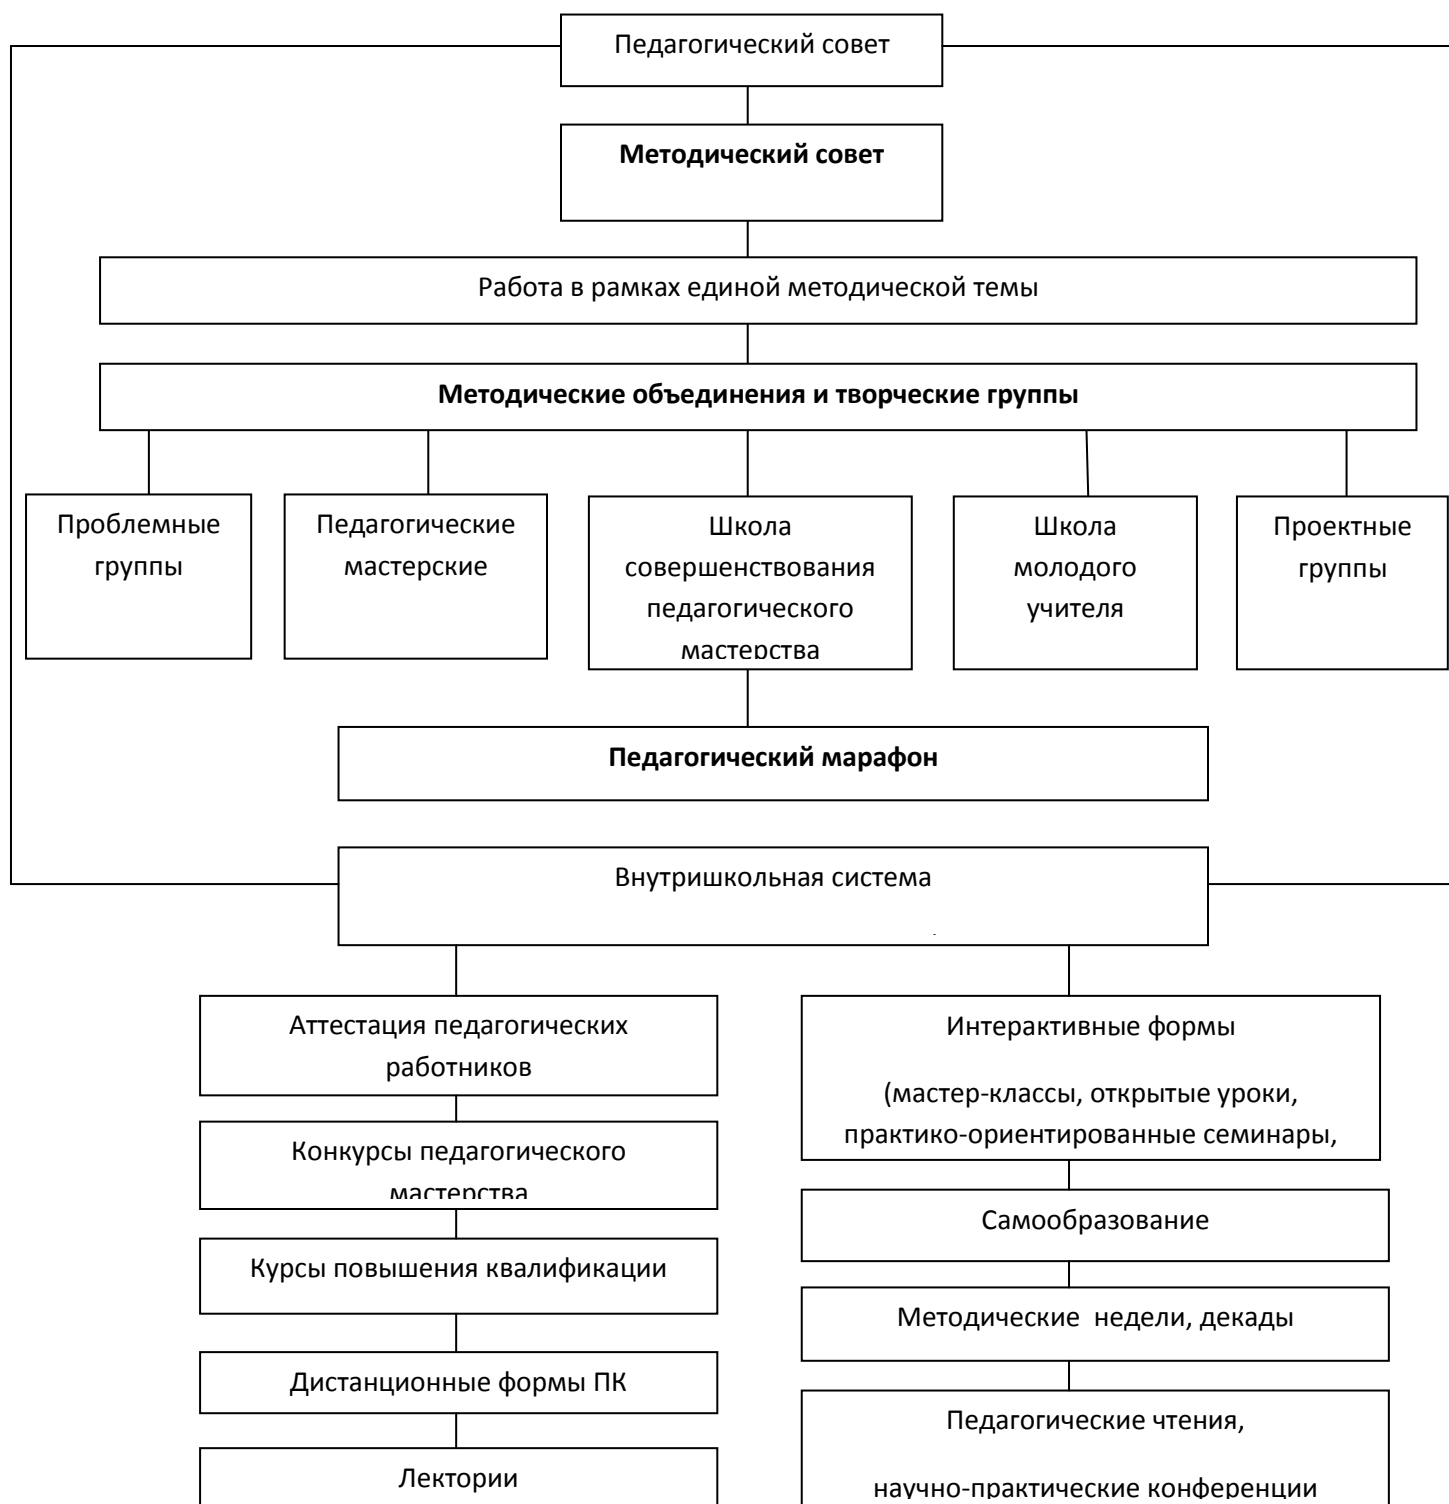 Педагогический совет
Методический совет
Работа в рамках единой методической темы
Методические объединения и творческие группы
Проблемные
группы
Педагогические
мастерские
Школа
совершенствования
педагогического
мастерства
Школа
молодого
учителя
Проектные
группы
Педагогический марафон
Внутришкольная система
Аттестация педагогических
работников
Конкурсы педагогического
мастерства
Курсы повышения квалификации
Дистанционные формы ПК
Лектории
Интерактивные формы
(мастер-классы, открытые уроки,
практико-ориентированные семинары,
Самообразование
Методические недели, декады
Педагогические чтения,
научно-практические конференции